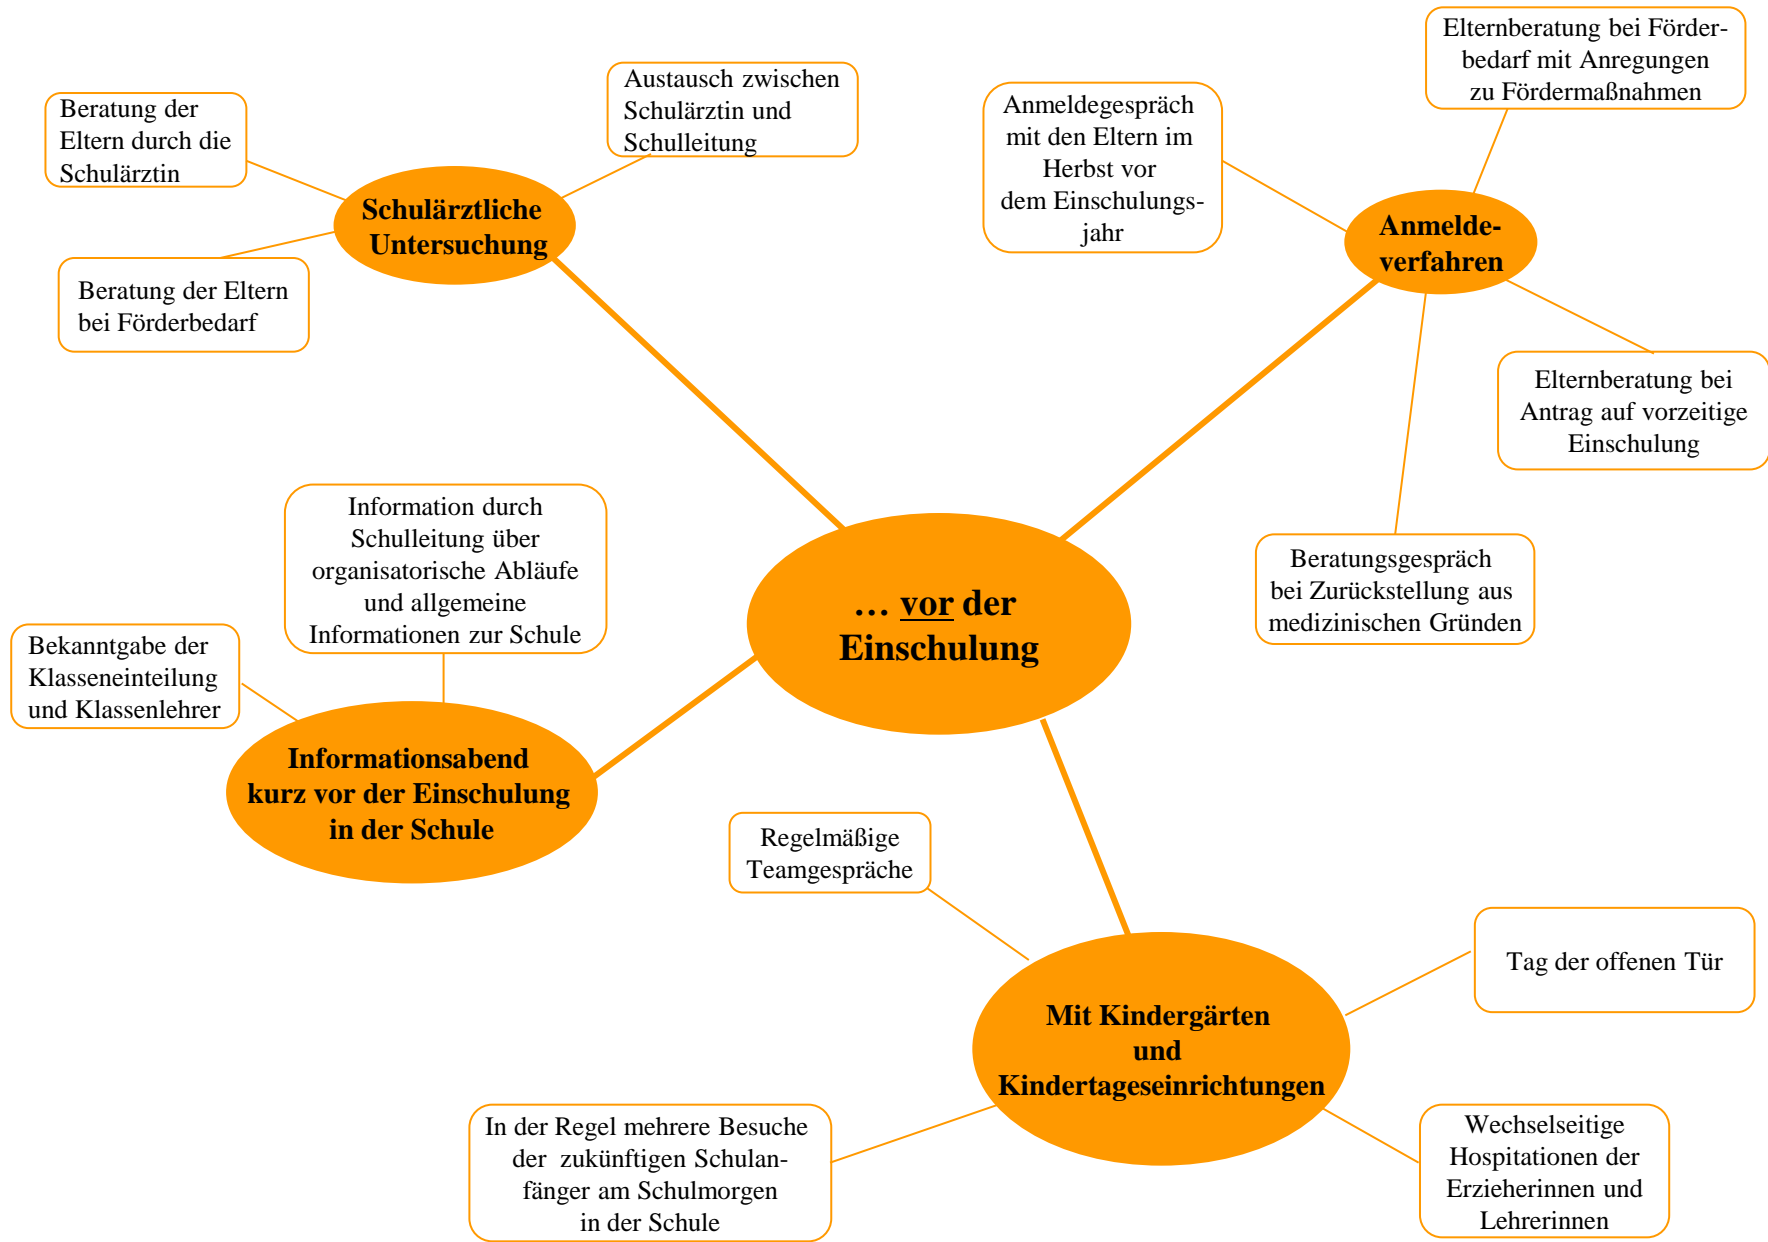 Beratung der
Eltern durch die
Schulärztin
Austausch zwischen
Schulärztin und
Schulleitung
Schulärztliche
Untersuchung
Beratung der Eltern
bei Förderbedarf
Elternberatung bei Förder-
bedarf mit Anregungen
zu Fördermaßnahmen
Anmeldegespräch
mit den Eltern im
Herbst vor
dem Einschulungs-
jahr
Anmelde-
verfahren
Elternberatung bei
Antrag auf vorzeitige
Einschulung
Beratungsgespräch
bei Zurückstellung aus
medizinischen Gründen
… vor der
Einschulung
Information durch
Schulleitung über
organisatorische Abläufe
und allgemeine
Informationen zur Schule
Bekanntgabe der
Klasseneinteilung
und Klassenlehrer
Informationsabend
kurz vor der Einschulung
in der Schule
Regelmäßige
Teamgespräche
Tag der offenen Tür
Mit Kindergärten
und
Kindertageseinrichtungen
In der Regel mehrere Besuche
der zukünftigen Schulan-
fänger am Schulmorgen
in der Schule
Wechselseitige
Hospitationen der
Erzieherinnen und
Lehrerinnen